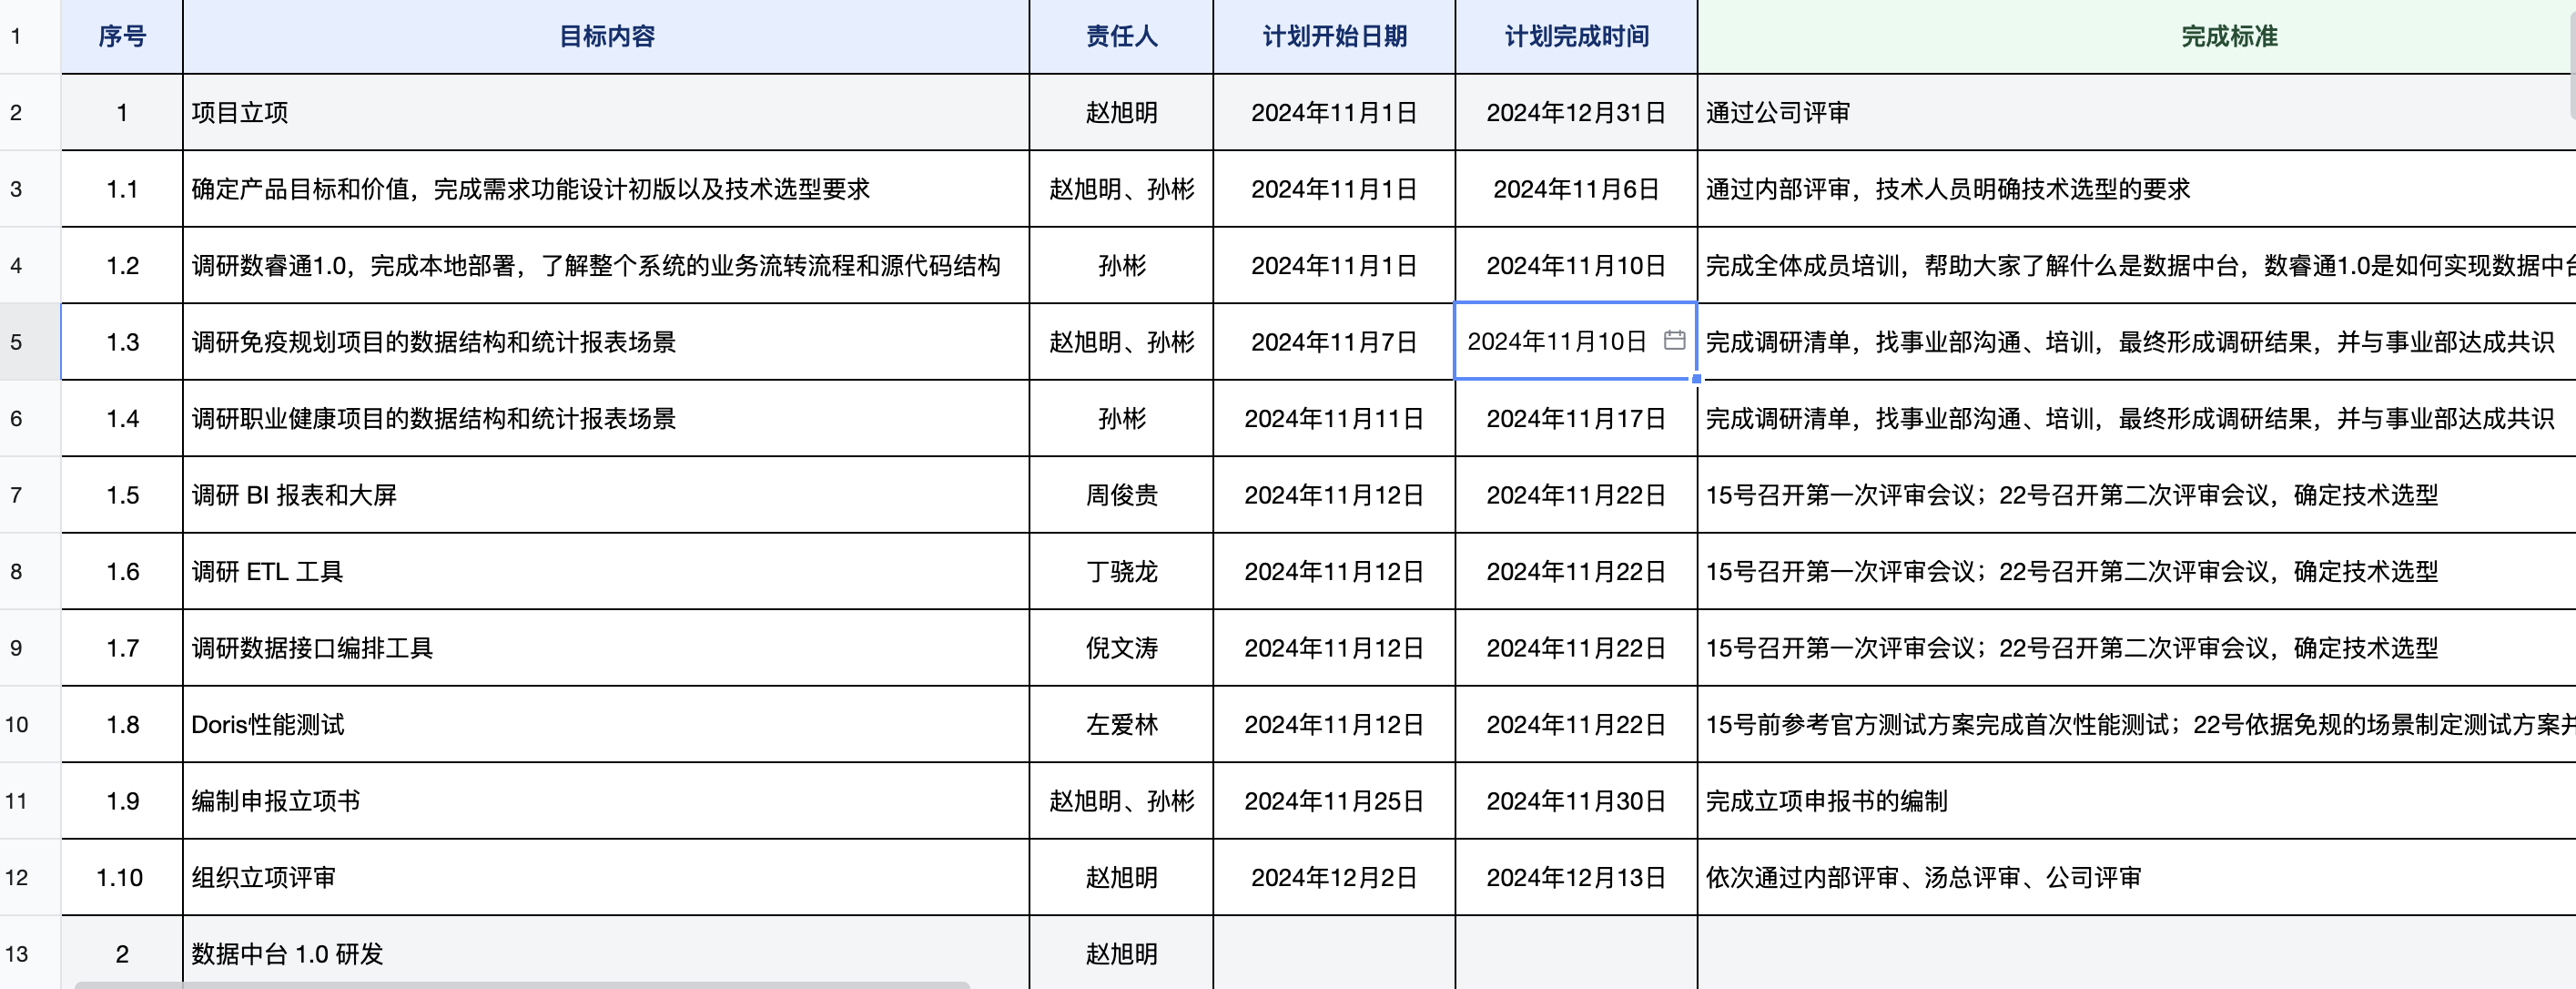 1 序号 目标内容 责任人 计划开始日期 计划完成时间 完成标准
2 1 项目立项 赵旭明 2024年11月1日 2024年12月31日 通过公司评审
3 1.1 确定产品目标和价值，完成需求功能设计初版以及技术选型要求 赵旭明、孙彬 2024年11月1日 2024年11月6日 通过内部评审，技术人员明确技术选型的要求
4 1.2 调研数睿通1.0，完成本地部署，了解整个系统的业务流转流程和源代码结构 孙彬 2024年11月1日 2024年11月10日 完成全体成员培训，帮助大家了解什么是数据中台，数睿通1.0是如何实现数据中台
5 1.3 调研免疫规划项目的数据结构和统计报表场景 赵旭明、孙彬 2024年11月7日 2024年11月10日 完成调研清单，找事业部沟通、培训，最终形成调研结果，并与事业部达成共识
6 1.4 调研职业健康项目的数据结构和统计报表场景 孙彬 2024年11月11日 2024年11月17日 完成调研清单，找事业部沟通、培训，最终形成调研结果，并与事业部达成共识
7 1.5 调研 BI 报表和大屏 周俊贵 2024年11月12日 2024年11月22日 15号召开第一次评审会议；22号召开第二次评审会议，确定技术选型
8 1.6 调研 ETL 工具 丁骁龙 2024年11月12日 2024年11月22日 15号召开第一次评审会议；22号召开第二次评审会议，确定技术选型
9 1.7 调研数据接口编排工具 倪文涛 2024年11月12日 2024年11月22日 15号召开第一次评审会议；22号召开第二次评审会议，确定技术选型
10 1.8 Doris性能测试 左爱林 2024年11月12日 2024年11月22日 15号前参考官方测试方案完成首次性能测试；22号依据免规的场景制定测试方案并
11 1.9 编制申报立项书 赵旭明、孙彬 2024年11月25日 2024年11月30日 完成立项申报书的编制
12 1.10 组织立项评审 赵旭明 2024年12月2日 2024年12月13日 依次通过内部评审、汤总评审、公司评审
13 2 数据中台 1.0 研发 赵旭明